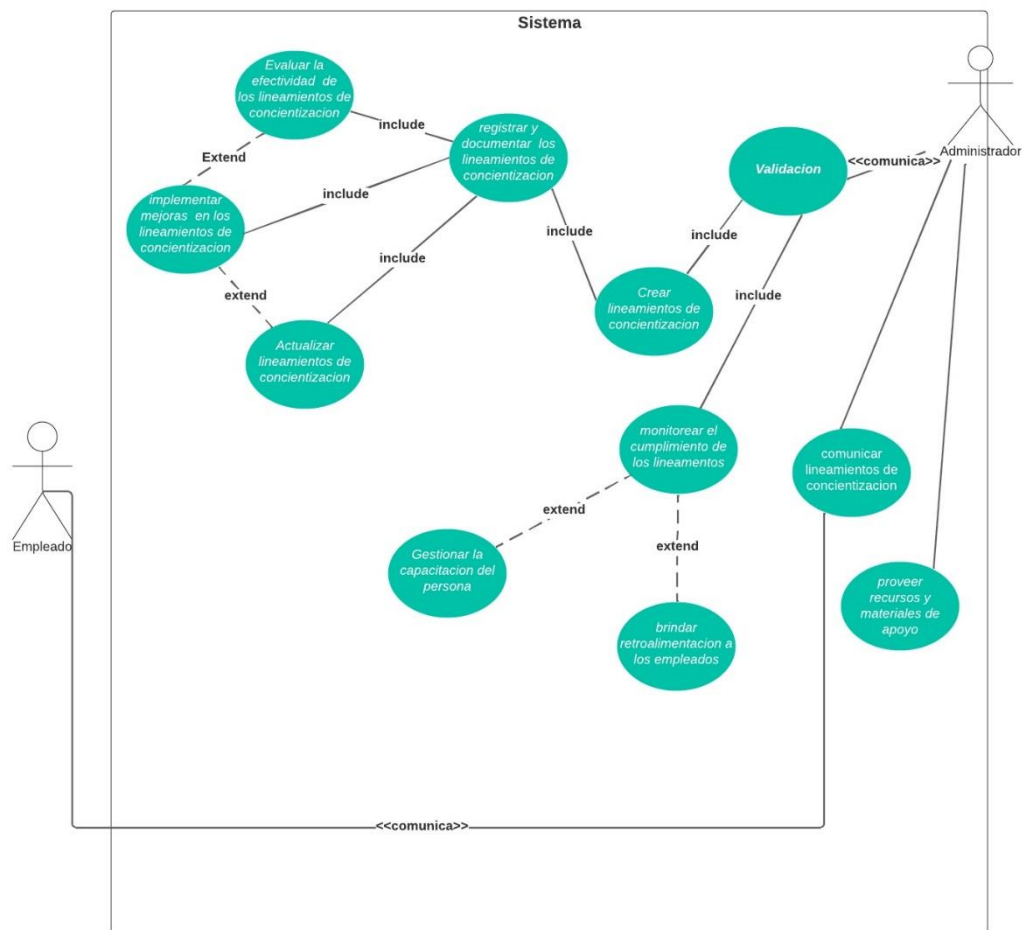 Sistema
Evaluar la
efectividad de
los lineamientos de
concientizacion
include
registrar y
documentar los
lineamientos de
concientizacion
Extend
implementar
mejoras en los
lineamientos de
concientizacion
include
Validacion
<<comunica>>
Administrador
include
include
include
extend
Crear
lineamientos de
concientizacion
include
Actualizar
lineamientos de
concientizacion
monitorear el
cumplimiento de
los lineamentos
comunicar
lineamientos de
concientizacion
Empleado
extend
extend
Gestionar la
capacitacion del
persona
proveer
recursos y
materiales de
apoyo
brindar
retroalimentacion a
los empleados
<<comunica>>